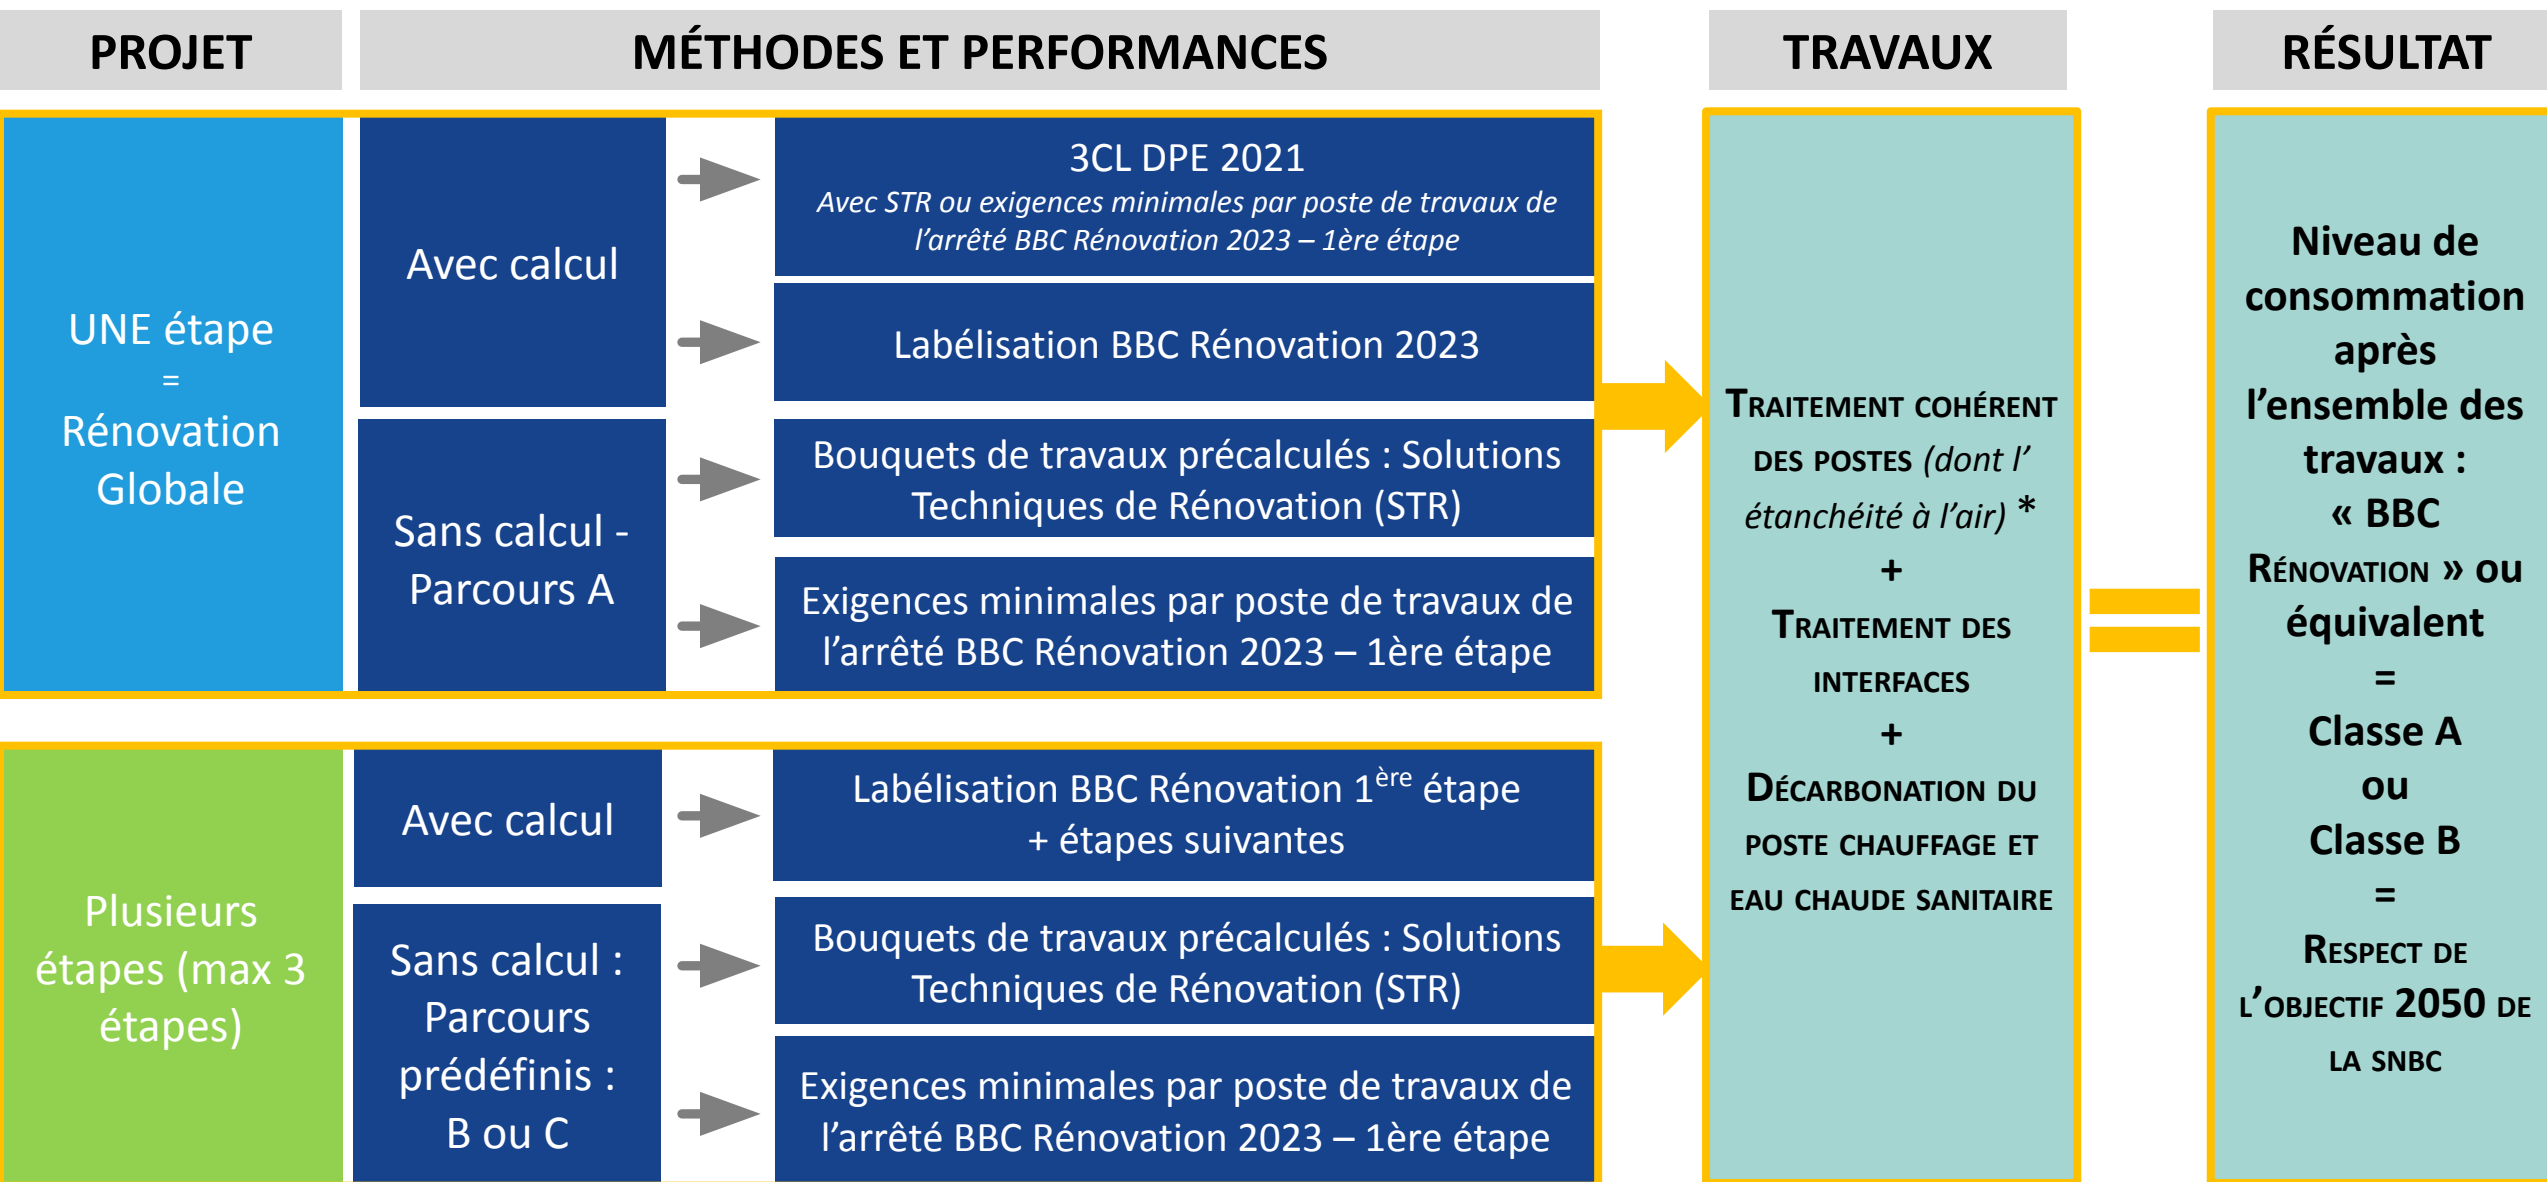 PROJET
MÉTHODES ET PERFORMANCES
TRAVAUX
RÉSULTAT
UNE étape
=
Rénovation
Globale
Avec calcul
3CL DPE 2021
Avec STR ou exigences minimales par poste de travaux de
l’arrêté BBC Rénovation 2023 – 1ère étape
Labélisation BBC Rénovation 2023
Sans calcul -
Parcours A
Bouquets de travaux précalculés : Solutions
Techniques de Rénovation (STR)
Exigences minimales par poste de travaux de
l’arrêté BBC Rénovation 2023 – 1ère étape
Plusieurs
étapes (max 3
étapes)
Avec calcul
Labélisation BBC Rénovation 1ère étape
+ étapes suivantes
Sans calcul :
Parcours
prédéfinis :
B ou C
Bouquets de travaux précalculés : Solutions
Techniques de Rénovation (STR)
Exigences minimales par poste de travaux de
l’arrêté BBC Rénovation 2023 – 1ère étape
TRAITEMENT COHÉRENT
DES POSTES (dont l’
étanchéité à l’air) *
+
TRAITEMENT DES
INTERFACES
+
DÉCARBONATION DU
POSTE CHAUFFAGE ET
EAU CHAUDE SANITAIRE
Niveau de
consommation
après
l’ensemble des
travaux :
« BBC
RÉNOVATION » ou
équivalent
=
Classe A
ou
Classe B
=
RESPECT DE
L’OBJECTIF 2050 DE
LA SNBC